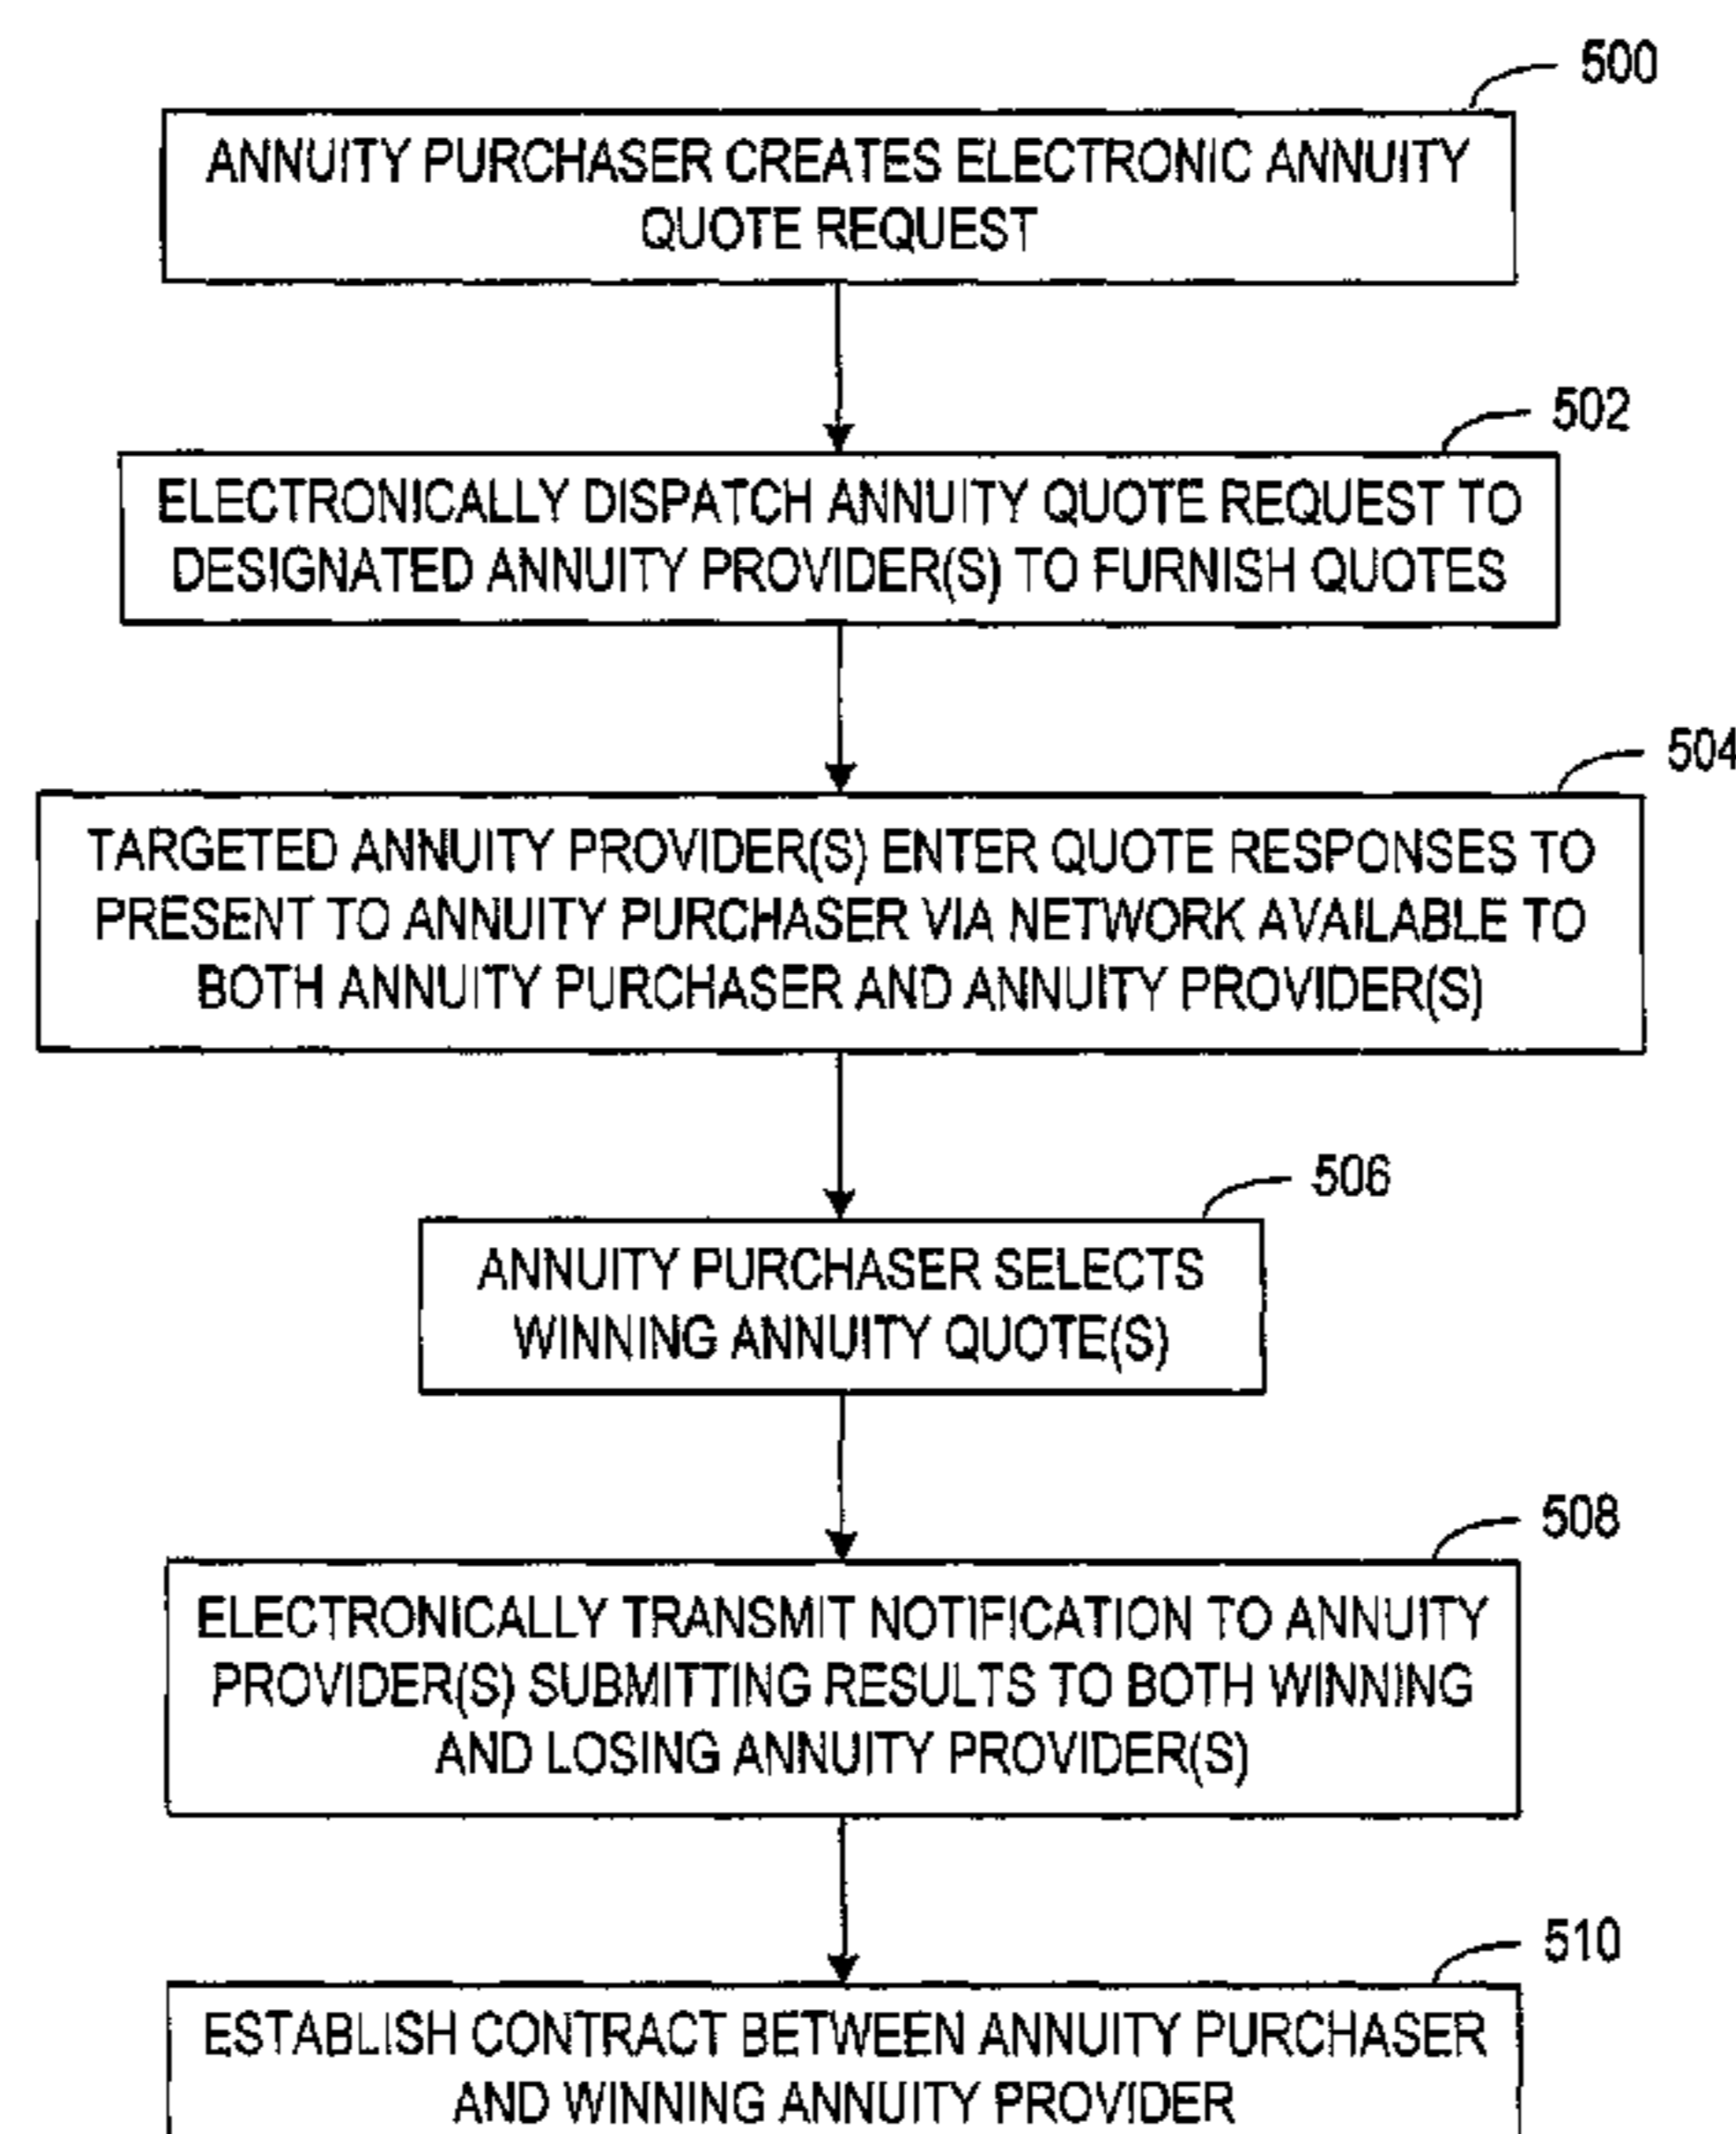 500
ANNUITY PURCHASER CREATES ELECTRONIC ANNUITY
QUOTE REQUEST
502
ELECTRONICALLY DISPATCH ANNUITY QUOTE REQUEST TO
DESIGNATED ANNUITY PROVIDER(S) TO FURNISH QUOTES
504
TARGETED ANNUITY PROVIDER(S) ENTER QUOTE RESPONSES TO
PRESENT TO ANNUITY PURCHASER VIA NETWORK AVAILABLE TO
BOTH ANNUITY PURCHASER AND ANNUITY PROVIDER(S)
506
ANNUITY PURCHASER SELECTS
WINNING ANNUITY QUOTE(S)
508
ELECTRONICALLY TRANSMIT NOTIFICATION TO ANNUITY
PROVIDER(S) SUBMITTING RESULTS TO BOTH WINNING
AND LOSING ANNUITY PROVIDER(S)
510
ESTABLISH CONTRACT BETWEEN ANNUITY PURCHASER
AND WINNING ANNUITY PROVIDER